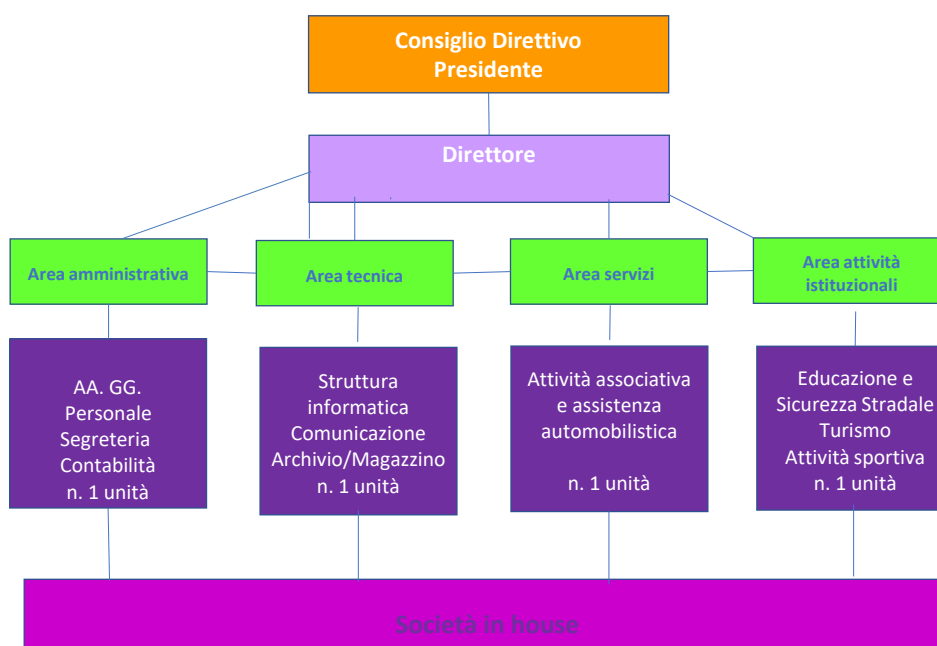 Consiglio Direttivo
Presidente
Direttore
Area amministrativa
Area tecnica
Area servizi
Area attività
istituzionali
AA. GG.
Personale
Segreteria
Contabilità
n. 1 unità
Struttura
informatica
Comunicazione
Archivio/Magazzino
n. 1 unità
Attività associativa
e assistenza
automobilistica
n. 1 unità
Educazione e
Sicurezza Stradale
Turismo
Attività sportiva
n. 1 unità
Società in house